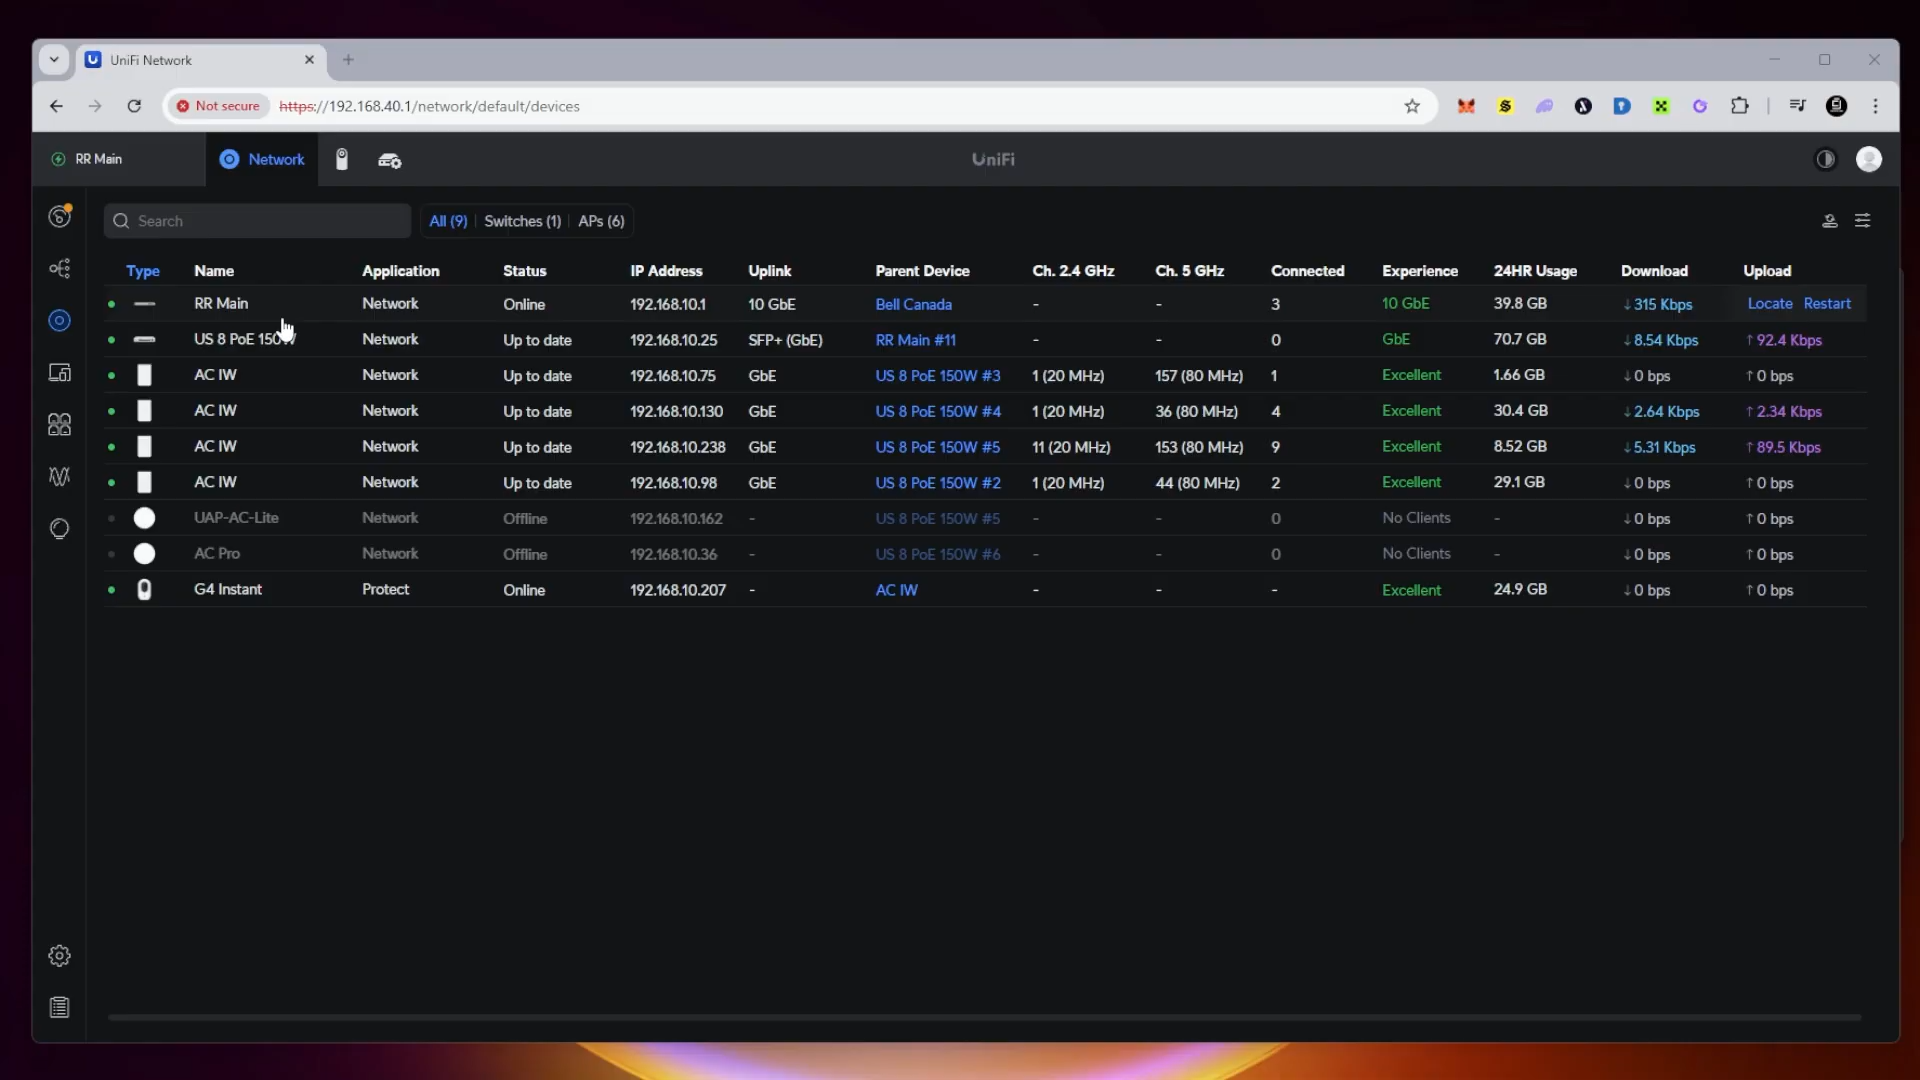 UniFi Network
Not secure https://192.168.40.1/network/default/devices
RR Main Network UniFi
Search All (9) Switches (1) APs (6)
Type Name Application Status IP Address Uplink Parent Device Ch. 2.4 GHz Ch. 5 GHz Connected Experience 24HR Usage Download Upload
RR Main Network Online 192.168.10.1 10 GbE Bell Canada - - 3 10 GbE 39.8 GB ↓315 Kbps Locate Restart
US 8 PoE 150W Network Up to date 192.168.10.25 SFP+ (GbE) RR Main #11 - - 0 GbE 70.7 GB ↓8.54 Kbps ↑92.4 Kbps
AC IW Network Up to date 192.168.10.75 GbE US 8 PoE 150W #3 1 (20 MHz) 157 (80 MHz) 1 Excellent 1.66 GB ↓0 bps ↑0 bps
AC IW Network Up to date 192.168.10.130 GbE US 8 PoE 150W #4 1 (20 MHz) 36 (80 MHz) 4 Excellent 30.4 GB ↓2.64 Kbps ↑2.34 Kbps
AC IW Network Up to date 192.168.10.238 GbE US 8 PoE 150W #5 11 (20 MHz) 153 (80 MHz) 9 Excellent 8.52 GB ↓5.31 Kbps ↑89.5 Kbps
AC IW Network Up to date 192.168.10.98 GbE US 8 PoE 150W #2 1 (20 MHz) 44 (80 MHz) 2 Excellent 29.1 GB ↓0 bps ↑0 bps
UAP-AC-Lite Network Offline 192.168.10.162 - US 8 PoE 150W #5 - - 0 No Clients - ↓0 bps ↑0 bps
AC Pro Network Offline 192.168.10.36 - US 8 PoE 150W #6 - - 0 No Clients - ↓0 bps ↑0 bps
G4 Instant Protect Online 192.168.10.207 - AC IW - - - Excellent 24.9 GB ↓0 bps ↑0 bps